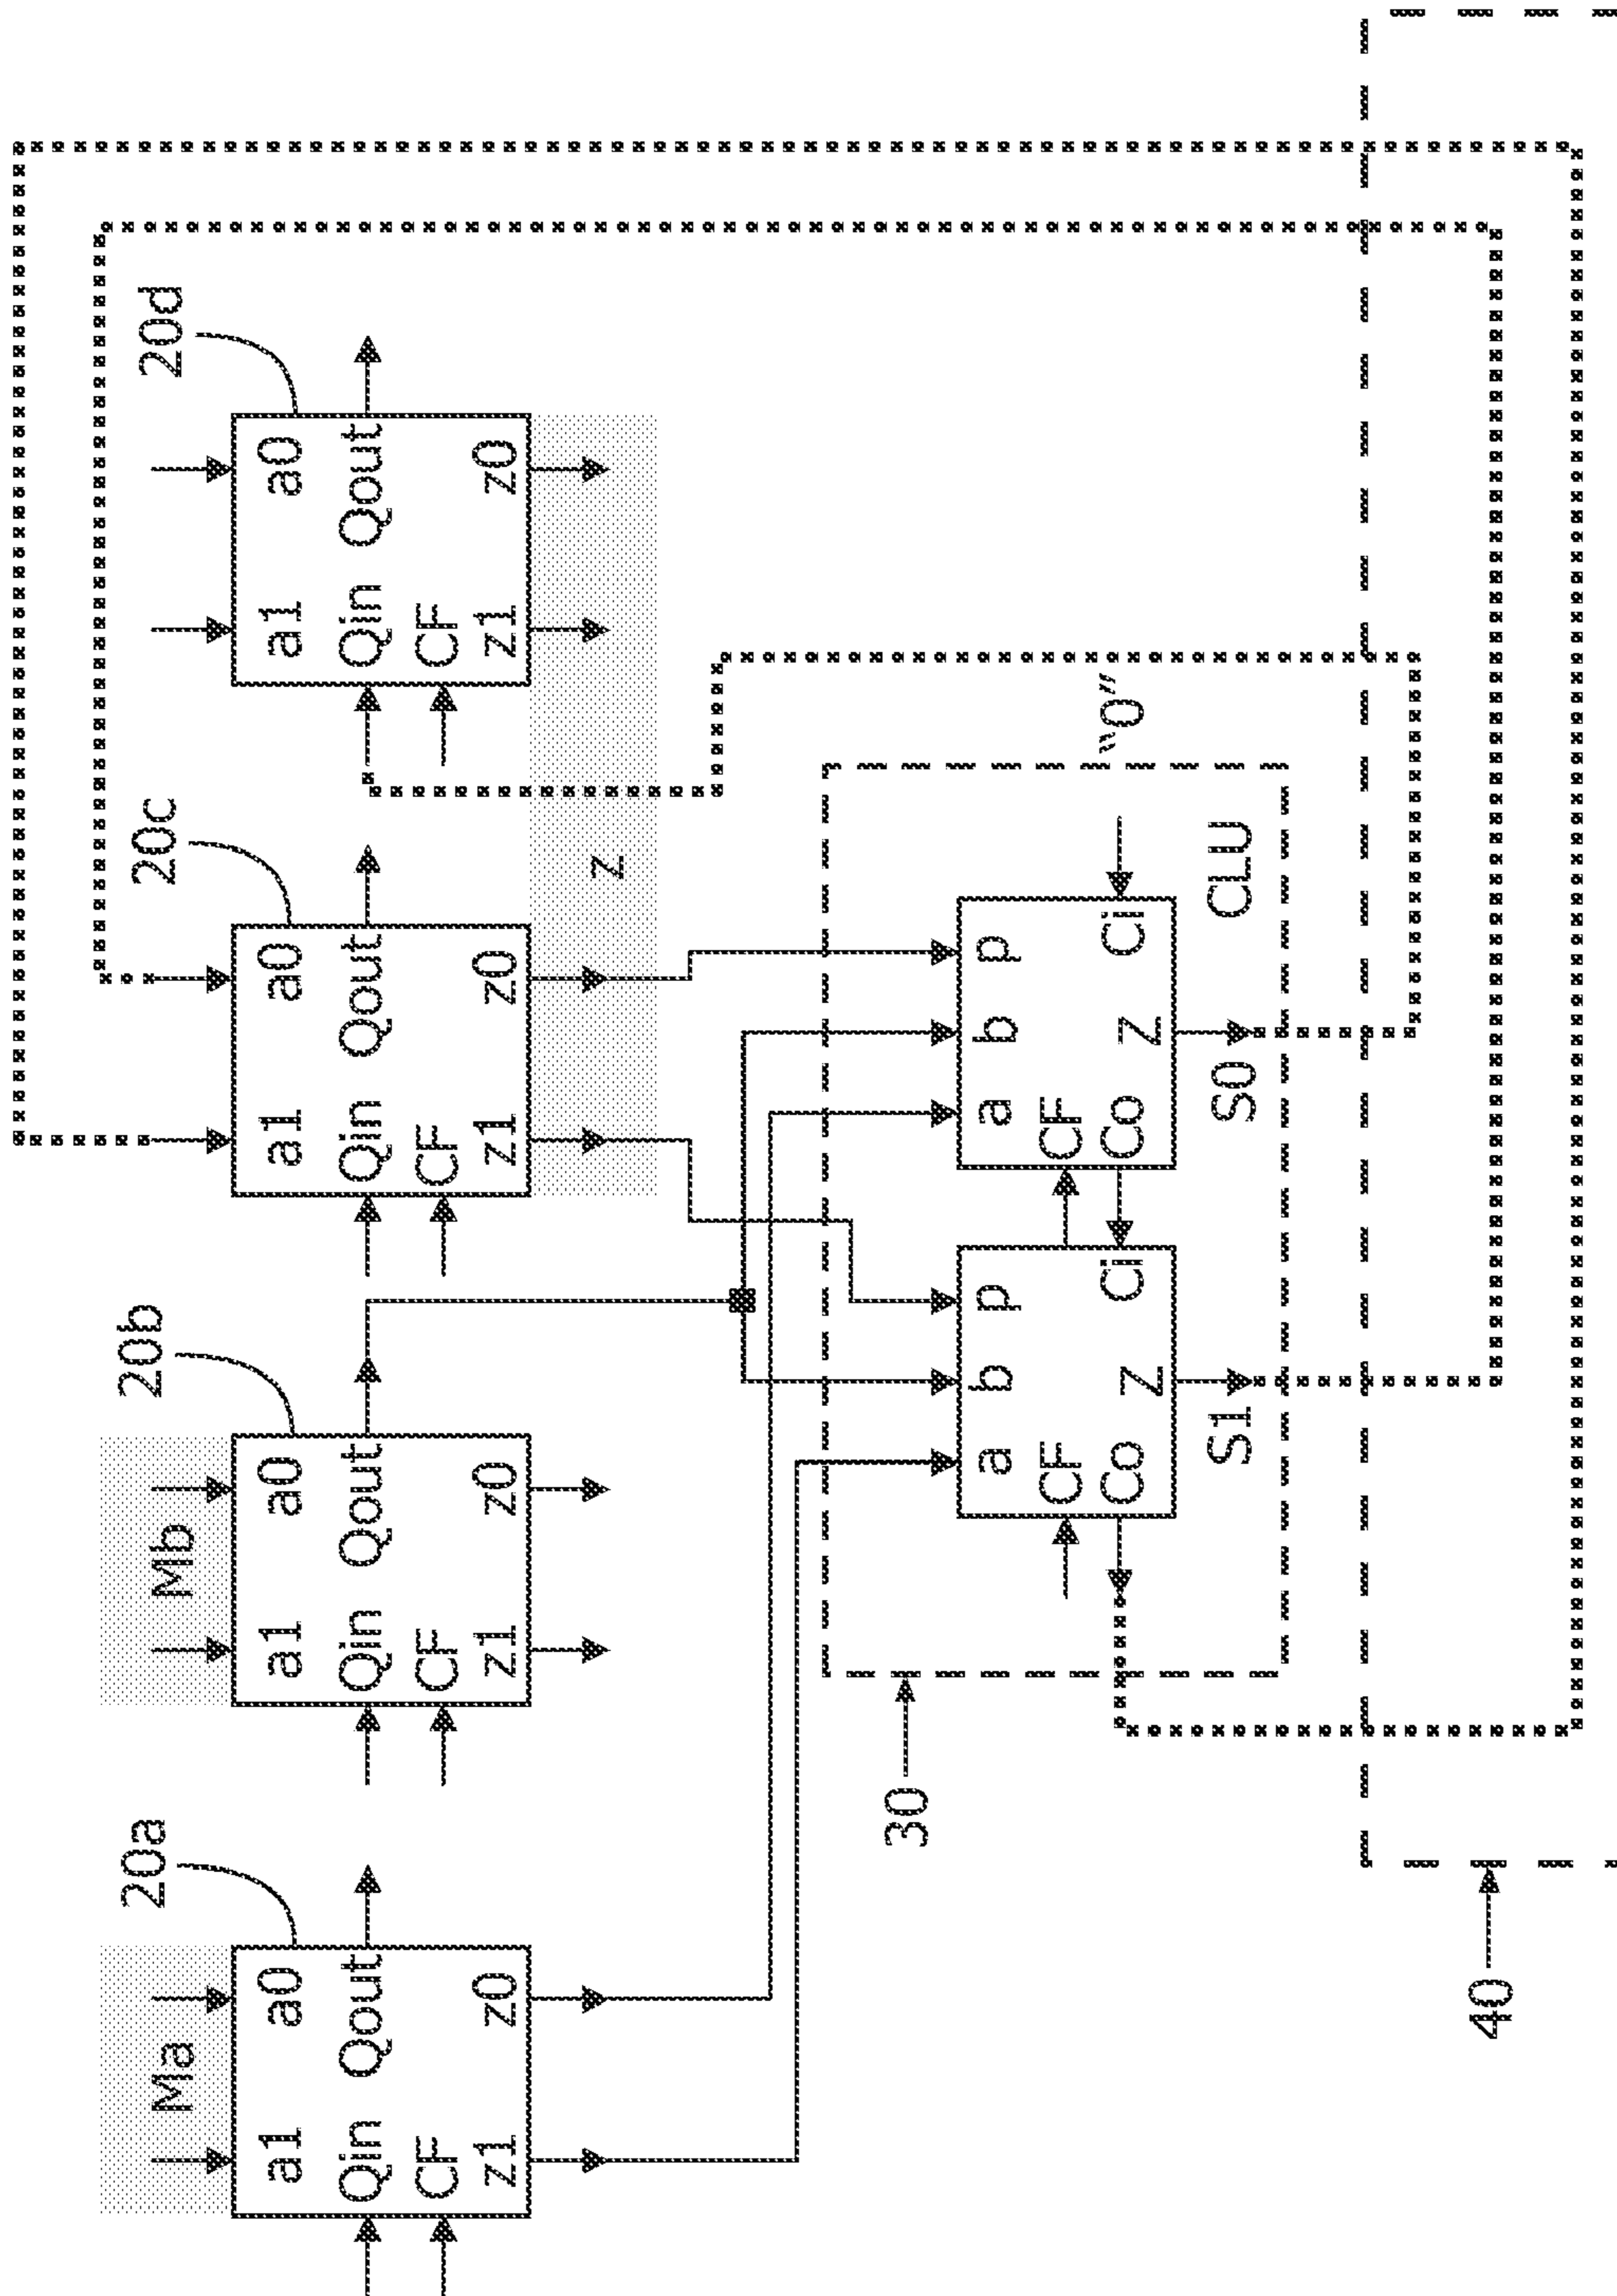 20a
20b
20c
20d
Ma
Mb
a1 a0
Qin Qout
CF
z1 z0
a1 a0
Qin Qout
CF
z1 z0
a1 a0
Qin Qout
CF
z1 z0
a1 a0
Qin Qout
CF
z1 z0
z
30
a b p
CF
Co Ci
Z
a b p
CF
Co Ci
Z
"0"
S1
S0
CLU
40